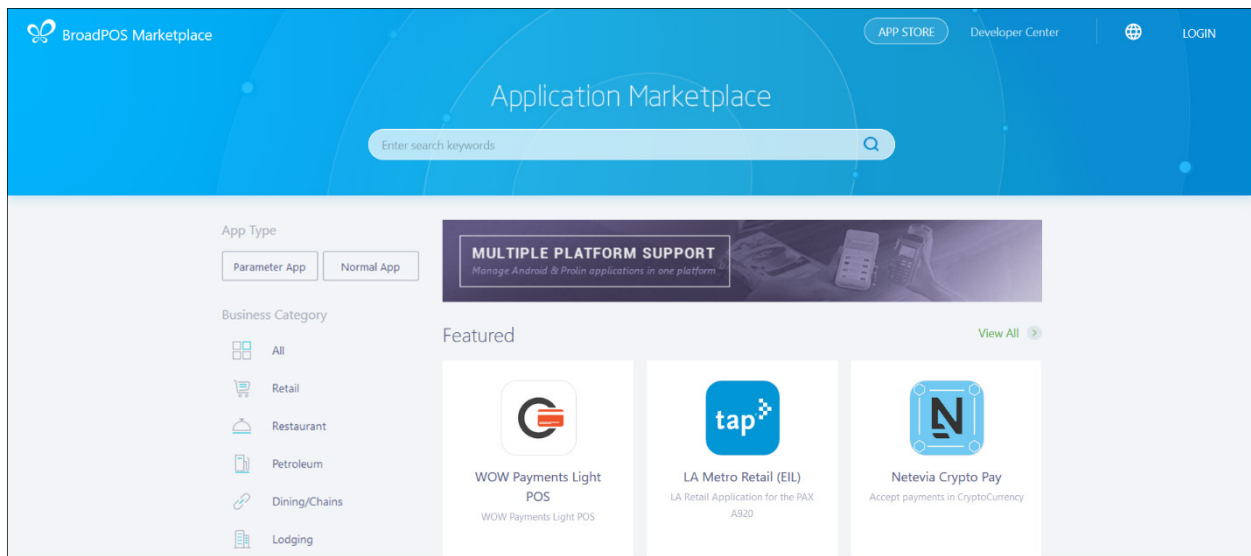 BroadPOS Marketplace
APP STORE
Developer Center
LOGIN
Application Marketplace
Enter search keywords
App Type
Parameter App
Normal App
MULTIPLE PLATFORM SUPPORT
Manage Android & Prolin applications in one platform
Business Category
All
Retail
Restaurant
Petroleum
Dining/Chains
Lodging
Featured
View All
tap
N
WOW Payments Light
POS
WOW Payments Light POS
LA Metro Retail (EIL)
LA Retail Application for the PAX
A920
Netevia Crypto Pay
Accept payments in CryptoCurrency